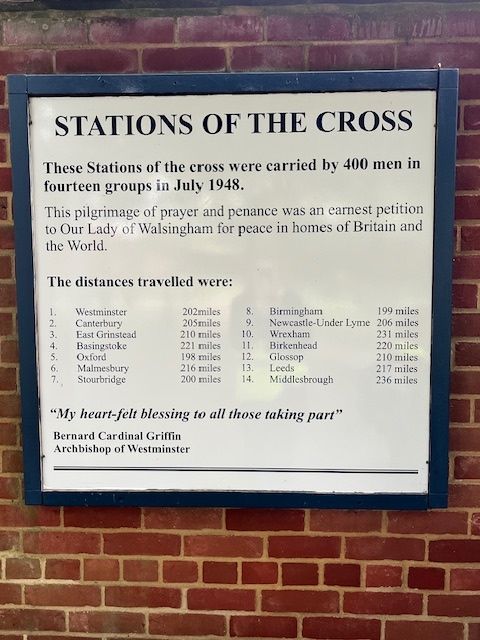 STATIONS OF THE CROSS
These Stations of the cross were carried by 400 men in
fourteen groups in July 1948.
This pilgrimage of prayer and penance was an earnest petition
to Our Lady of Walsingham for peace in homes of Britain and
the World.
The distances travelled were:
1. Westminster 202miles
2. Canterbury 205miles
3. East Grinstead 210 miles
4. Basingstoke 221 miles
5. Oxford 198 miles
6. Malmesbury 216 miles
7. Stourbridge 200 miles
8. Birmingham 199 miles
9. Newcastle-Under Lyme 206 miles
10. Wrexham 231 miles
11. Birkenhead 220 miles
12. Glossop 210 miles
13. Leeds 217 miles
14. Middlesbrough 236 miles
“My heart-felt blessing to all those taking part”
Bernard Cardinal Griffin
Archbishop of Westminster